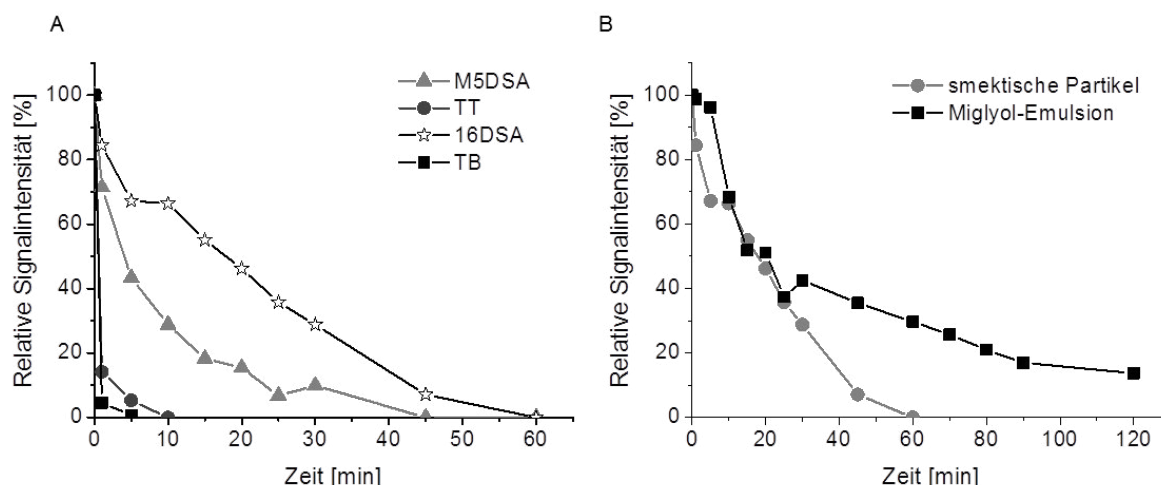 A
M5DSA
TT
16DSA
TB
Relative Signalintensität [%]
100
80
60
40
20
0
0 10 20 30 40 50 60
Zeit [min]
B
smektische Partikel
Miglyol-Emulsion
Relative Signalintensität [%]
100
80
60
40
20
0
0 20 40 60 80 100 120
Zeit [min]